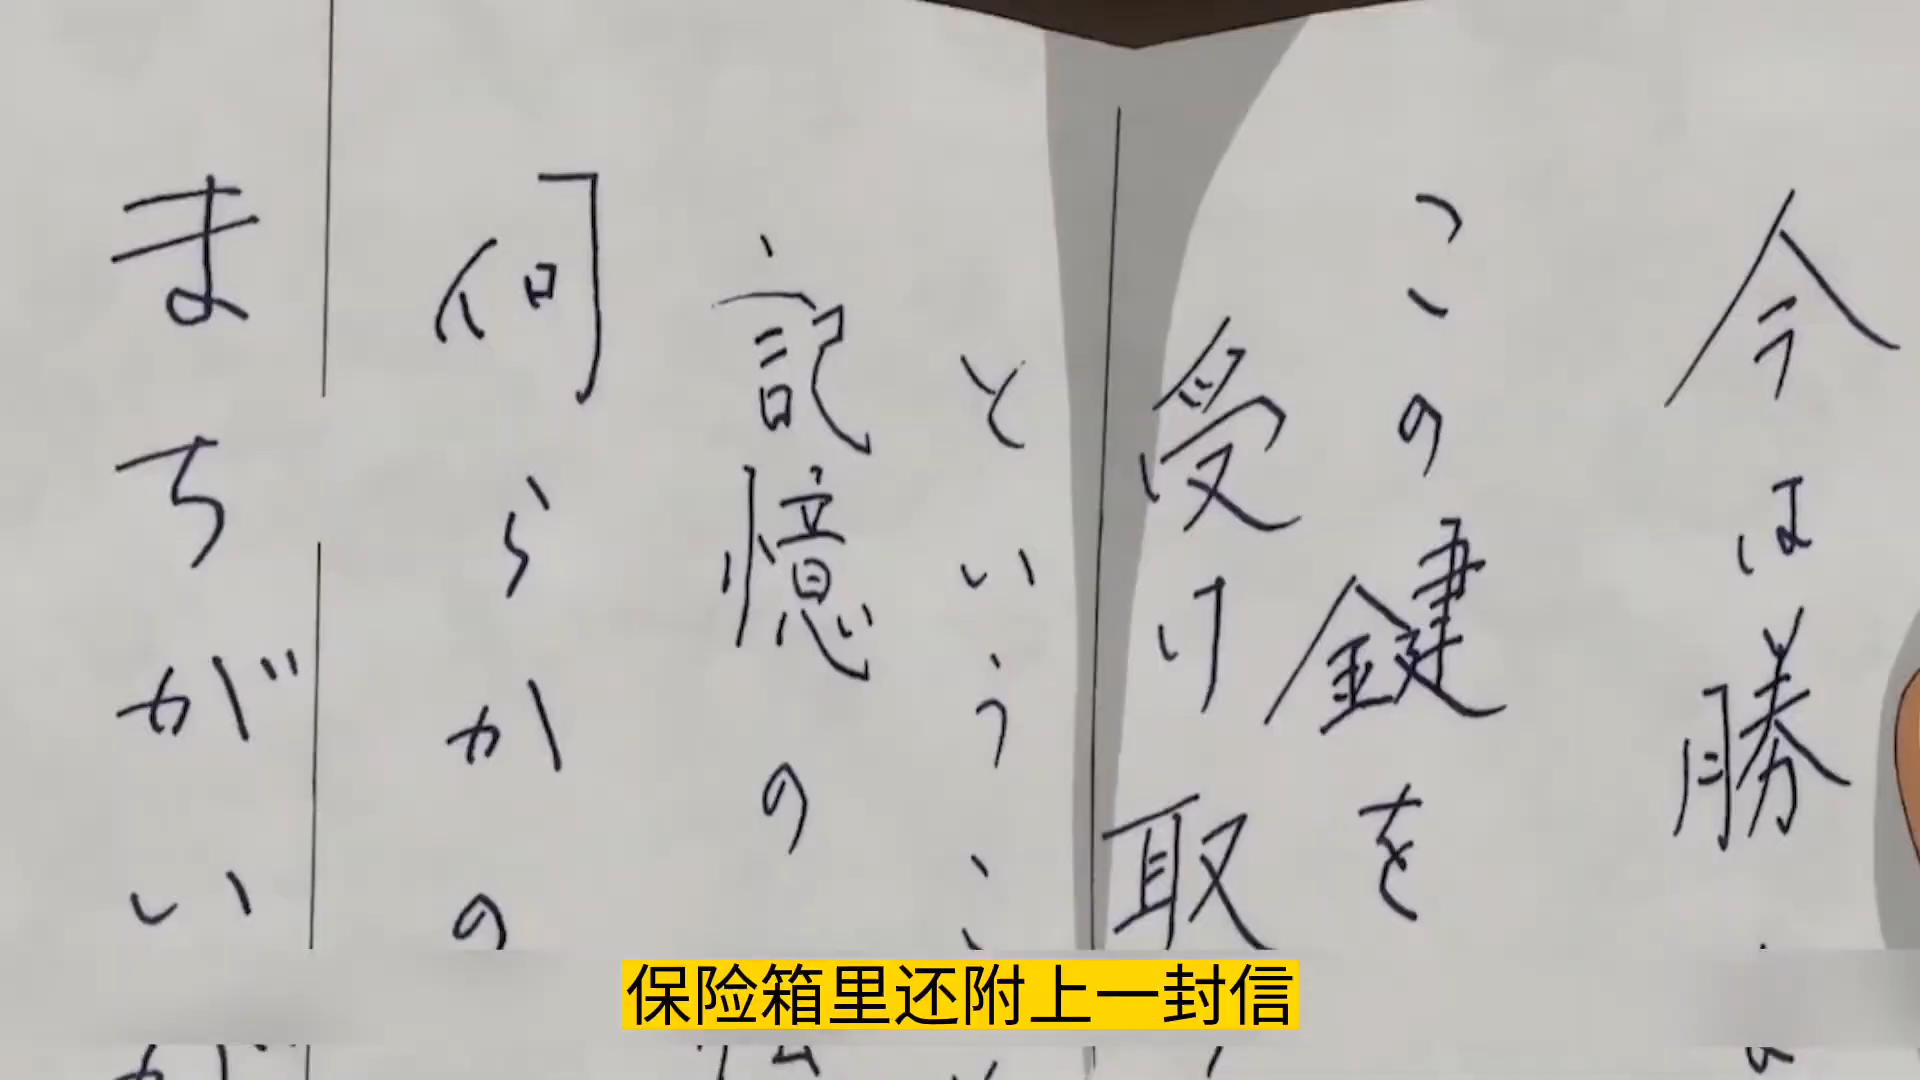 今は勝
この鍵を
受け取
というこ
記憶の
何らかの
まちがい
保险箱里还附上一封信